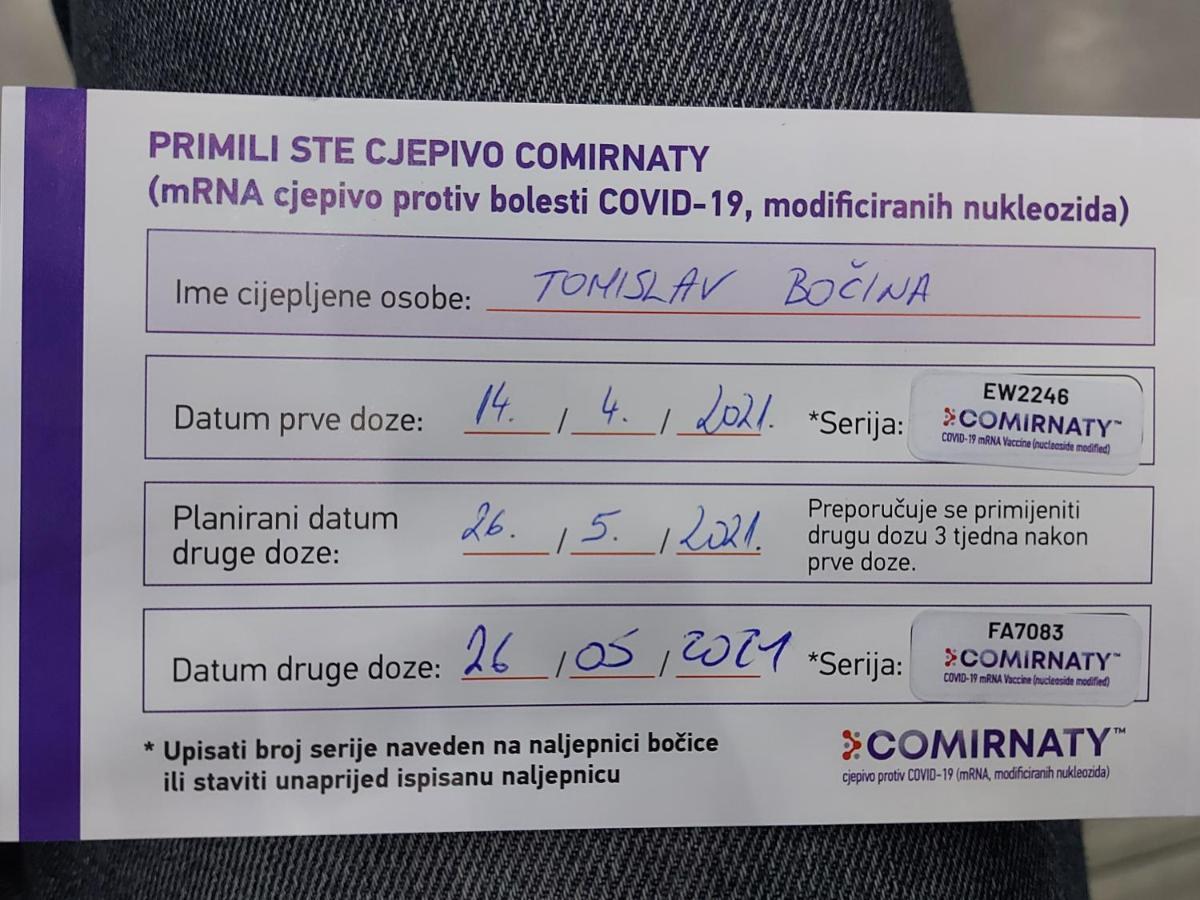 PRIMILI STE CJEPIVO COMIRNATY
(mRNA cjepivo protiv bolesti COVID-19, modificiranih nukleozida)
Ime cijepljene osobe: TOMISLAV BOČINA
Datum prve doze: 14. / 4. / 2021. *Serija:
EW2246
COMIRNATY™
COVID-19 mRNA Vaccine (nucleoside modified)
Planirani datum
druge doze:
26. / 5. / 2021.
Preporučuje se primijeniti
drugu dozu 3 tjedna nakon
prve doze.
Datum druge doze: 26 / 05 / 2021 *Serija:
FA7083
COMIRNATY™
COVID-19 mRNA Vaccine (nucleoside modified)
* Upisati broj serije naveden na naljepnici bočice
ili staviti unaprijed ispisanu naljepnicu
COMIRNATY™
cjepivo protiv COVID-19 (mRNA, modificiranih nukleozida)